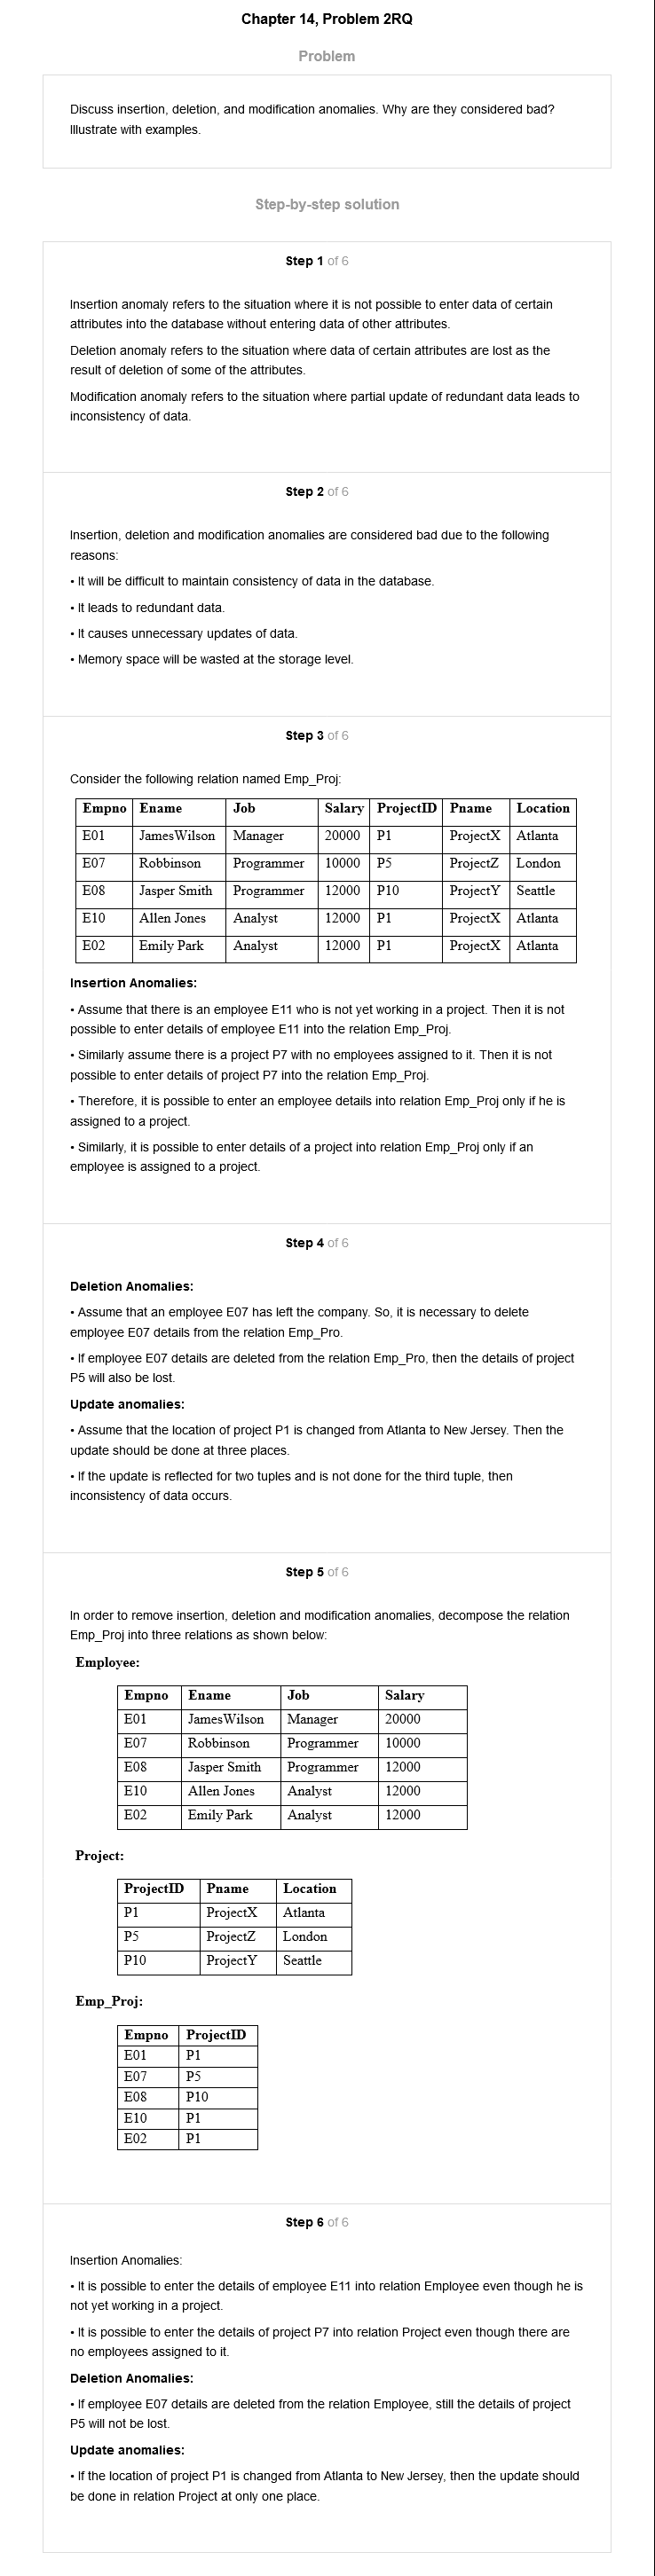 Chapter 14, Problem 2RQ
Problem
Discuss insertion, deletion, and modification anomalies. Why are they considered bad?
Illustrate with examples.
Step-by-step solution
Step 1 of 6
Insertion anomaly refers to the situation where it is not possible to enter data of certain
attributes into the database without entering data of other attributes.
Deletion anomaly refers to the situation where data of certain attributes are lost as the
result of deletion of some of the attributes.
Modification anomaly refers to the situation where partial update of redundant data leads to
inconsistency of data.
Step 2 of 6
Insertion, deletion and modification anomalies are considered bad due to the following
reasons:
• It will be difficult to maintain consistency of data in the database.
• It leads to redundant data.
• It causes unnecessary updates of data.
• Memory space will be wasted at the storage level.
Step 3 of 6
Consider the following relation named Emp_Proj:
Empno Ename Job Salary ProjectID Pname Location
E01 JamesWilson Manager 20000 P1 ProjectX Atlanta
E07 Robbinson Programmer 10000 P5 ProjectZ London
E08 Jasper Smith Programmer 12000 P10 ProjectY Seattle
E10 Allen Jones Analyst 12000 P1 ProjectX Atlanta
E02 Emily Park Analyst 12000 P1 ProjectX Atlanta
Insertion Anomalies:
• Assume that there is an employee E11 who is not yet working in a project. Then it is not
possible to enter details of employee E11 into the relation Emp_Proj.
• Similarly assume there is a project P7 with no employees assigned to it. Then it is not
possible to enter details of project P7 into the relation Emp_Proj.
• Therefore, it is possible to enter an employee details into relation Emp_Proj only if he is
assigned to a project.
• Similarly, it is possible to enter details of a project into relation Emp_Proj only if an
employee is assigned to a project.
Step 4 of 6
Deletion Anomalies:
• Assume that an employee E07 has left the company. So, it is necessary to delete
employee E07 details from the relation Emp_Pro.
• If employee E07 details are deleted from the relation Emp_Pro, then the details of project
P5 will also be lost.
Update anomalies:
• Assume that the location of project P1 is changed from Atlanta to New Jersey. Then the
update should be done at three places.
• If the update is reflected for two tuples and is not done for the third tuple, then
inconsistency of data occurs.
Step 5 of 6
In order to remove insertion, deletion and modification anomalies, decompose the relation
Emp_Proj into three relations as shown below:
Employee:
Empno Ename Job Salary
E01 JamesWilson Manager 20000
E07 Robbinson Programmer 10000
E08 Jasper Smith Programmer 12000
E10 Allen Jones Analyst 12000
E02 Emily Park Analyst 12000
Project:
ProjectID Pname Location
P1 ProjectX Atlanta
P5 ProjectZ London
P10 ProjectY Seattle
Emp_Proj:
Empno ProjectID
E01 P1
E07 P5
E08 P10
E10 P1
E02 P1
Step 6 of 6
Insertion Anomalies:
• It is possible to enter the details of employee E11 into relation Employee even though he is
not yet working in a project.
• It is possible to enter the details of project P7 into relation Project even though there are
no employees assigned to it.
Deletion Anomalies:
• If employee E07 details are deleted from the relation Employee, still the details of project
P5 will not be lost.
Update anomalies:
• If the location of project P1 is changed from Atlanta to New Jersey, then the update should
be done in relation Project at only one place.